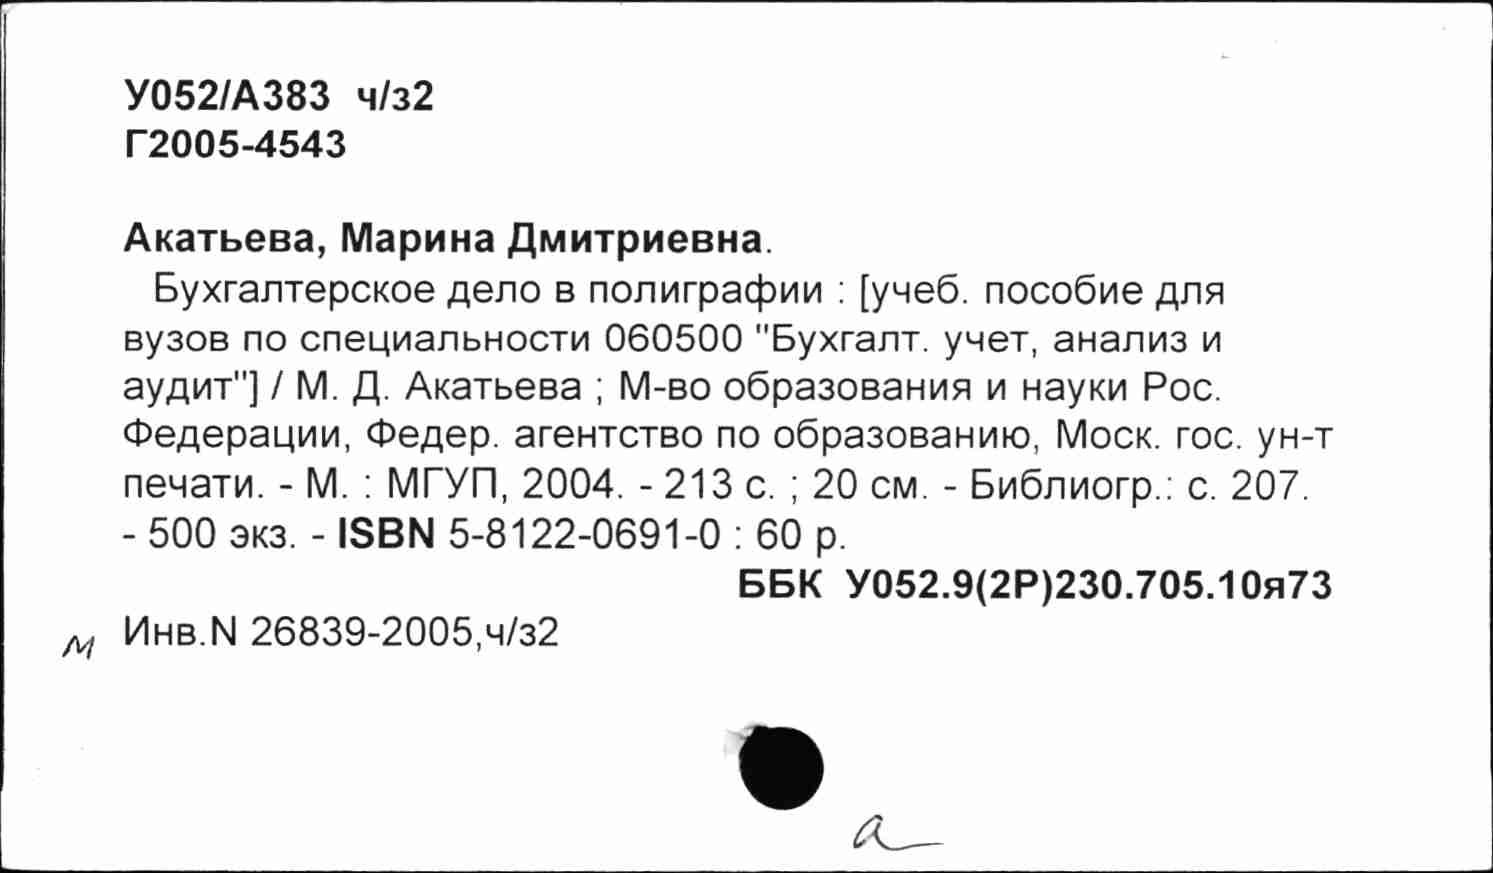 У052/А383 ч/з2
Г2005-4543
Акатьева, Марина Дмитриевна.
Бухгалтерское дело в полиграфии : [учеб. пособие для
вузов по специальности 060500 "Бухгалт. учет, анализ и
аудит"] / М. Д. Акатьева ; М-во образования и науки Рос.
Федерации, Федер. агентство по образованию, Моск. гос. ун-т
печати. - М. : МГУП, 2004. - 213 с. ; 20 см. - Библиогр.: с. 207.
- 500 экз. - ISBN 5-8122-0691-0 : 60 р.
ББК У052.9(2Р)230.705.10я73
м Инв.N 26839-2005,ч/з2
а